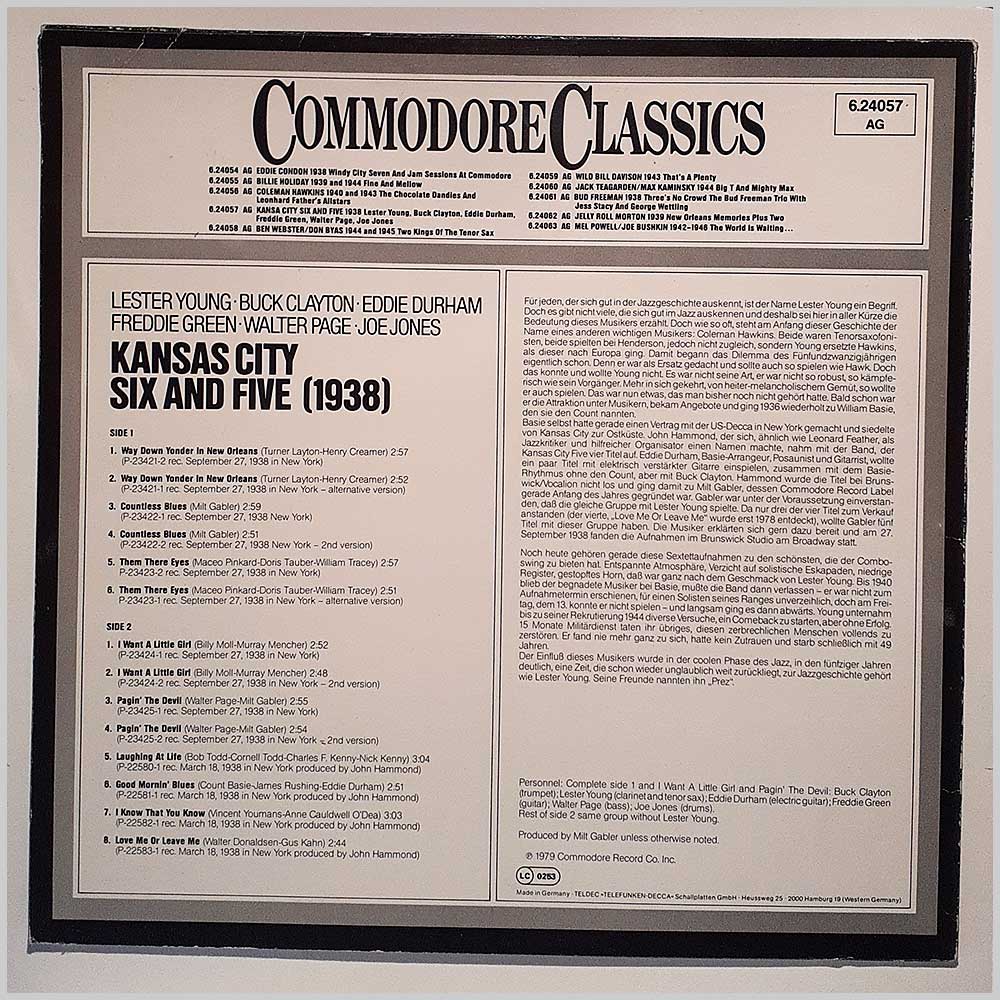 COMMODORE CLASSICS
6.24057
AG
6.24054 AG EDDIE CONDON 1938 Windy City Seven And Jam Sessions At Commodore
6.24055 AG BILLIE HOLIDAY 1939 and 1944 Fine And Mellow
6.24056 AG COLEMAN HAWKINS 1940 and 1943 The Chocolate Dandies And
Leonhard Father's Allstars
6.24057 AG KANSA CITY SIX AND FIVE 1938 Lester Young, Buck Clayton, Eddie Durham,
Freddie Green, Walter Page, Joe Jones
6.24058 AG BEN WEBSTER/DON BYAS 1944 and 1945 Two Kings Of The Tenor Sax
6.24059 AG WILD BILL DAVISON 1943 That's A Plenty
6.24060 AG JACK TEAGARDEN/MAX KAMINSKY 1944 Big T And Mighty Max
6.24061 AG BUD FREEMAN 1938 Three's No Crowd The Bud Freeman Trio With
Jess Stacy And George Wettling
6.24062 AG JELLY ROLL MORTON 1939 New Orleans Memories Plus Two
6.24063 AG MEL POWELL/JOE BUSHKIN 1942-1946 The World Is Waiting...
LESTER YOUNG · BUCK CLAYTON · EDDIE DURHAM
FREDDIE GREEN · WALTER PAGE · JOE JONES
KANSAS CITY
SIX AND FIVE (1938)
SIDE 1
1. Way Down Yonder In New Orleans (Turner Layton-Henry Creamer) 2:57
(P-23421-2 rec. September 27, 1938 in New York)
2. Way Down Yonder In New Orleans (Turner Layton-Henry Creamer) 2:52
(P-23421-1 rec. September 27, 1938 in New York – alternative version)
3. Countless Blues (Milt Gabler) 2:59
(P-23422-1 rec. September 27, 1938 New York)
4. Countless Blues (Milt Gabler) 2:51
(P-23422-2 rec. September 27, 1938 New York – 2nd version)
5. Them There Eyes (Maceo Pinkard-Doris Tauber-William Tracey) 2:57
P-23423-2 rec. September 27, 1938 in New York)
6. Them There Eyes (Maceo Pinkard-Doris Tauber-William Tracey) 2:51
P-23423-1 rec. September 27, 1938 in New York – alternative version)
SIDE 2
1. I Want A Little Girl (Billy Moll-Murray Mencher) 2:52
(P-23424-1 rec. September 27, 1938 in New York)
2. I Want A Little Girl (Billy Moll-Murray Mencher) 2:48
(P-23424-2 rec. September 27, 1938 in New York – 2nd version)
3. Pagin' The Devil (Walter Page-Milt Gabler) 2:55
(P-23425-1 rec. September 27, 1938 in New York)
4. Pagin' The Devil (Walter Page-Milt Gabler) 2:54
(P-23425-2 rec. September 27, 1938 in New York – 2nd version)
5. Laughing At Life (Bob Todd-Cornell Todd-Charles F. Kenny-Nick Kenny) 3:04
(P-22580-1 rec. March 18, 1938 in New York produced by John Hammond)
6. Good Mornin' Blues (Count Basie-James Rushing-Eddie Durham) 2:51
(P-22581-1 rec. March 18, 1938 in New York produced by John Hammond)
7. I Know That You Know (Vincent Youmans-Anne Cauldwell O'Dea) 3:03
(P-22582-1 rec. March 18, 1938 in New York produced by John Hammond)
8. Love Me Or Leave Me (Walter Donaldsen-Gus Kahn) 2:44
(P-22583-1 rec. March 18, 1938 in New York produced by John Hammond)
Für jeden, der sich gut in der Jazzgeschichte auskennt, ist der Name Lester Young ein Begriff.
Doch es gibt nicht viele, die sich gut im Jazz auskennen und deshalb sei hier in aller Kürze die
Bedeutung dieses Musikers erzählt. Doch wie so oft, steht am Anfang dieser Geschichte der
Name eines anderen wichtigen Musikers: Coleman Hawkins. Beide waren Tenorsaxofoni-
sten, beide spielten bei Henderson, jedoch nicht zugleich, sondern Young ersetzte Hawkins,
als dieser nach Europa ging. Damit begann das Dilemma des Fünfundzwanzigjährigen
eigentlich schon. Denn er war als Ersatz gedacht und sollte auch so spielen wie Hawk. Doch
das konnte und wollte Young nicht. Es war nicht seine Art, er war nicht so robust, so kämpfe-
risch wie sein Vorgänger. Mehr in sich gekehrt, von heiter-melancholischem Gemüt, so wollte
er auch spielen. Das war nun etwas, das man bisher noch nicht gehört hatte. Bald schon war
er die Attraktion unter Musikern, bekam Angebote und ging 1936 wiederholt zu William Basie,
den sie den Count nannten.
Basie selbst hatte gerade einen Vertrag mit der US-Decca in New York gemacht und siedelte
von Kansas City zur Ostküste. John Hammond, der sich, ähnlich wie Leonard Feather, als
Jazzkritiker und hilfreicher Organisator einen Namen machte, nahm mit der Band, der
Kansas City Five vier Titel auf. Eddie Durham, Basie-Arrangeur, Posaunist und Gitarrist, wollte
ein paar Titel mit elektrisch verstärkter Gitarre einspielen, zusammen mit dem Basie-
Rhythmus ohne den Count, aber mit Buck Clayton. Hammond wurde die Titel bei Bruns-
wick/Vocalion nicht los und ging damit zu Milt Gabler, dessen Commodore Record Label
gerade Anfang des Jahres gegründet war. Gabler war unter der Voraussetzung einverstan-
den, daß die gleiche Gruppe mit Lester Young spielte. Da nur drei der vier Titel zum Verkauf
anstanden (der vierte, „Love Me Or Leave Me" wurde erst 1978 entdeckt), wollte Gabler fünf
Titel mit dieser Gruppe haben. Die Musiker erklärten sich gern dazu bereit und am 27.
September 1938 fanden die Aufnahmen im Brunswick Studio am Broadway statt.
Noch heute gehören gerade diese Sextettaufnahmen zu den schönsten, die der Combo-
swing zu bieten hat. Entspannte Atmosphäre, Verzicht auf solistische Eskapaden, niedrige
Register, gestopftes Horn, daß war ganz nach dem Geschmack von Lester Young. Bis 1940
blieb der begnadete Musiker bei Basie, mußte die Band dann verlassen – er war nicht zum
Aufnahmetermin erschienen, für einen Solisten seines Ranges unverzeihlich, doch am Frei-
tag, dem 13. konnte er nicht spielen – und langsam ging es dann abwärts. Young unternahm
bis zu seiner Rekrutierung 1944 diverse Versuche, ein Comeback zu starten, aber ohne Erfolg.
15 Monate Militärdienst taten ihr übriges, diesen zerbrechlichen Menschen vollends zu
zerstören. Er fand nie mehr ganz zu sich, hatte kein Zutrauen und starb schließlich mit 49
Jahren.
Der Einfluß dieses Musikers wurde in der coolen Phase des Jazz, in den fünfziger Jahren
deutlich, eine Zeit, die schon wieder unglaublich weit zurückliegt, zur Jazzgeschichte gehört
wie Lester Young. Seine Freunde nannten ihn „Prez".
Personnel: Complete side 1 and I Want A Little Girl and Pagin' The Devil: Buck Clayton
(trumpet); Lester Young (clarinet and tenor sax); Eddie Durham (electric guitar); Freddie Green
(guitar); Walter Page (bass); Joe Jones (drums).
Rest of side 2 same group without Lester Young.
Produced by Milt Gabler unless otherwise noted.
℗ 1979 Commodore Record Co. Inc.
LC 0253
Made in Germany · TELDEC »TELEFUNKEN-DECCA« Schallplatten GmbH · Heussweg 25 · 2000 Hamburg 19 (Western Germany)